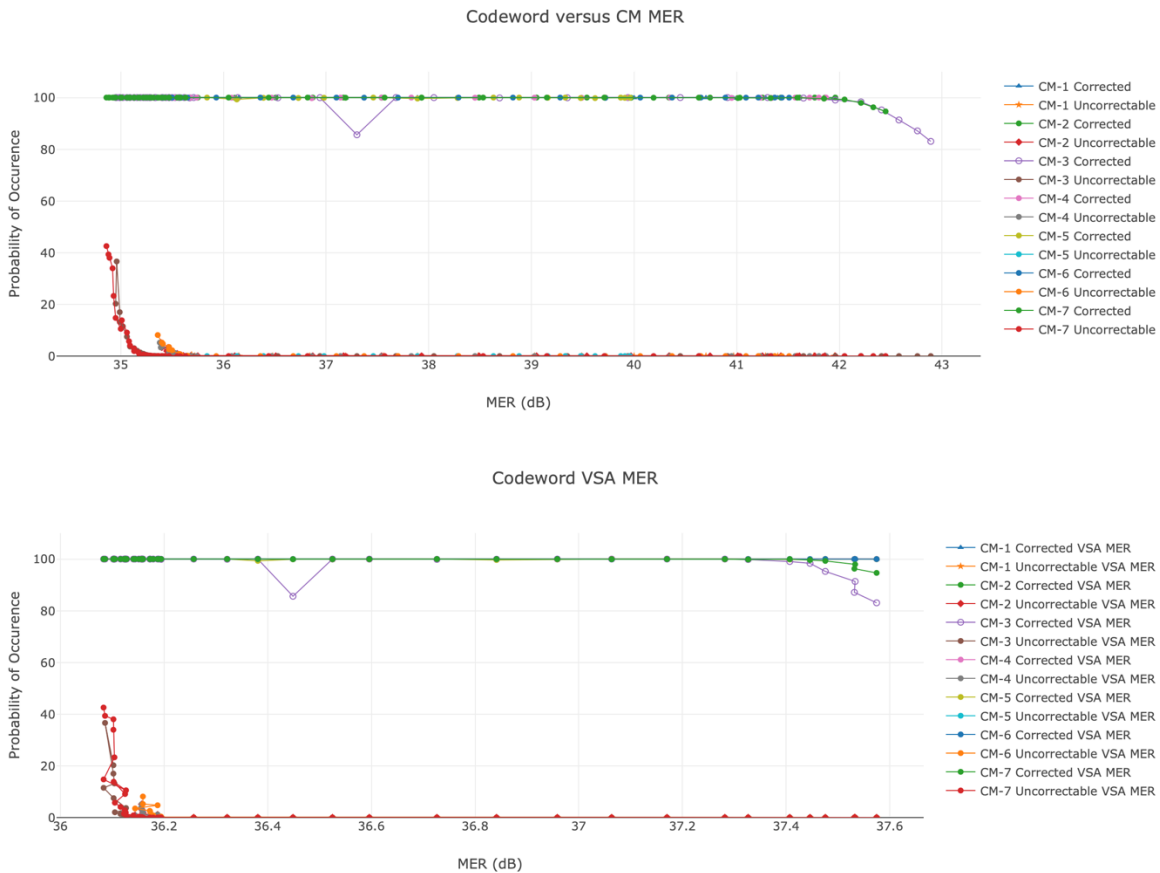 Codeword versus CM MER
Probability of Occurence
100
80
60
40
20
0
35
36
37
38
39
40
41
42
43
MER (dB)
CM-1 Corrected
CM-1 Uncorrectable
CM-2 Corrected
CM-2 Uncorrectable
CM-3 Corrected
CM-3 Uncorrectable
CM-4 Corrected
CM-4 Uncorrectable
CM-5 Corrected
CM-5 Uncorrectable
CM-6 Corrected
CM-6 Uncorrectable
CM-7 Corrected
CM-7 Uncorrectable
Codeword VSA MER
Probability of Occurence
100
80
60
40
20
0
36
36.2
36.4
36.6
36.8
37
37.2
37.4
37.6
MER (dB)
CM-1 Corrected VSA MER
CM-1 Uncorrectable VSA MER
CM-2 Corrected VSA MER
CM-2 Uncorrectable VSA MER
CM-3 Corrected VSA MER
CM-3 Uncorrectable VSA MER
CM-4 Corrected VSA MER
CM-4 Uncorrectable VSA MER
CM-5 Corrected VSA MER
CM-5 Uncorrectable VSA MER
CM-6 Corrected VSA MER
CM-6 Uncorrectable VSA MER
CM-7 Corrected VSA MER
CM-7 Uncorrectable VSA MER